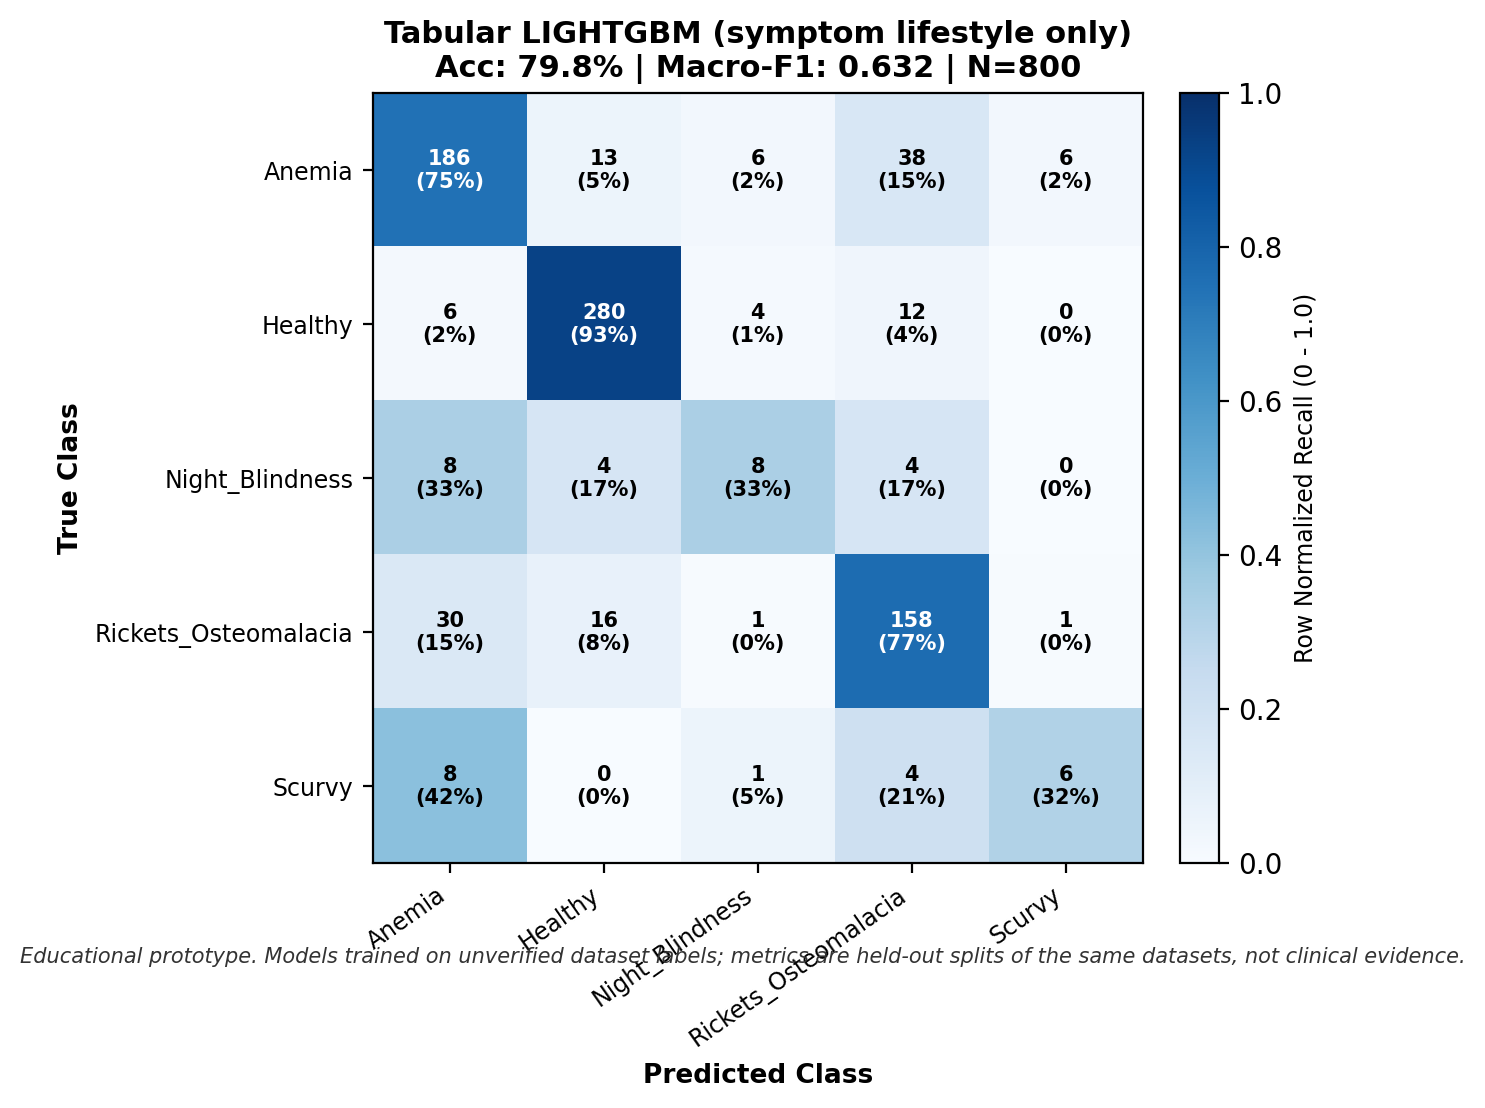 Tabular LIGHTGBM (symptom lifestyle only)
Acc: 79.8% | Macro-F1: 0.632 | N=800
True Class
Anemia
186 13 6 38 6
(75%) (5%) (2%) (15%) (2%)
Healthy
6 280 4 12 0
(2%) (93%) (1%) (4%) (0%)
Night_Blindness
8 4 8 4 0
(33%) (17%) (33%) (17%) (0%)
Rickets_Osteomalacia
30 16 1 158 1
(15%) (8%) (0%) (77%) (0%)
Scurvy
8 0 1 4 6
(42%) (0%) (5%) (21%) (32%)
Anemia
Healthy
Night_Blindness
Rickets_Osteomalacia
Scurvy
Predicted Class
1.0
0.8
0.6
0.4
0.2
0.0
Row Normalized Recall (0 - 1.0)
Educational prototype. Models trained on unverified dataset labels; metrics are held-out splits of the same datasets, not clinical evidence.